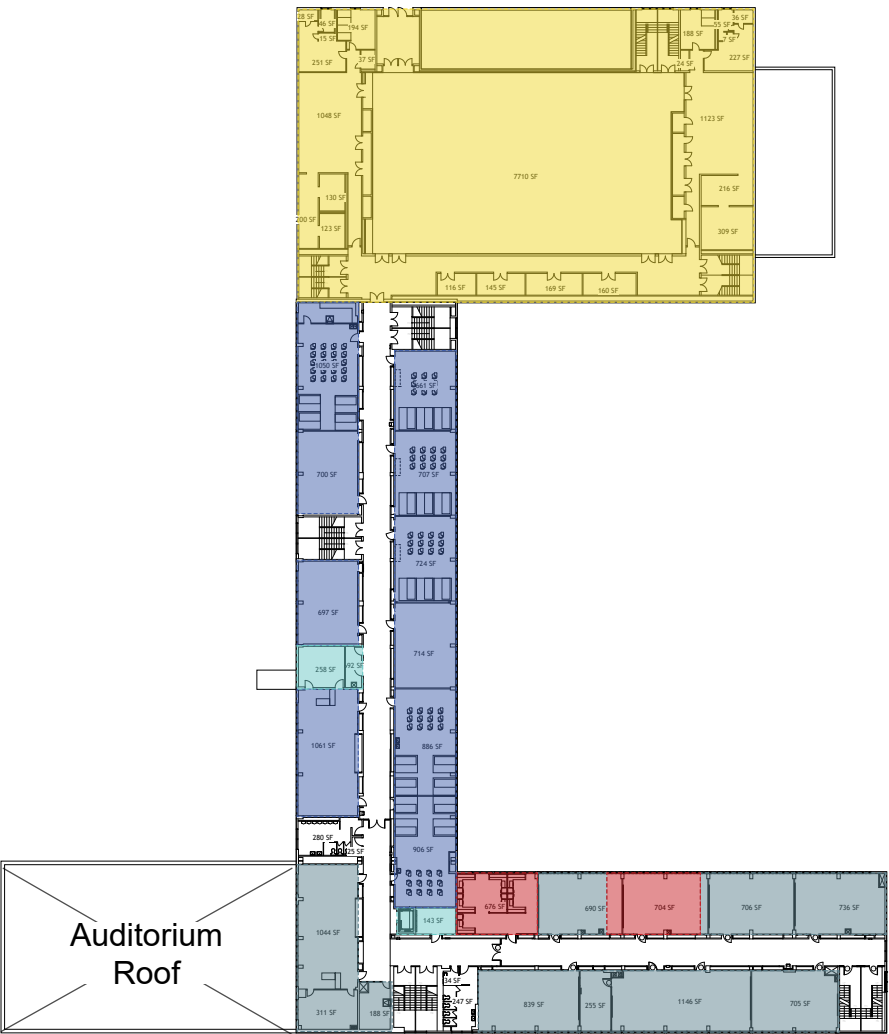 28 SF
46 SF
194 SF
15 SF
251 SF
37 SF
188 SF
55 SF
36 SF
7 SF
227 SF
24 SF
1048 SF
1123 SF
7710 SF
130 SF
216 SF
200 SF
123 SF
309 SF
116 SF
145 SF
169 SF
160 SF
1050 SF
661 SF
700 SF
707 SF
724 SF
697 SF
714 SF
258 SF
92 SF
1061 SF
886 SF
280 SF
25 SF
906 SF
676 SF
690 SF
704 SF
706 SF
736 SF
143 SF
1044 SF
Auditorium
Roof
34 SF
247 SF
311 SF
188 SF
839 SF
255 SF
1146 SF
705 SF